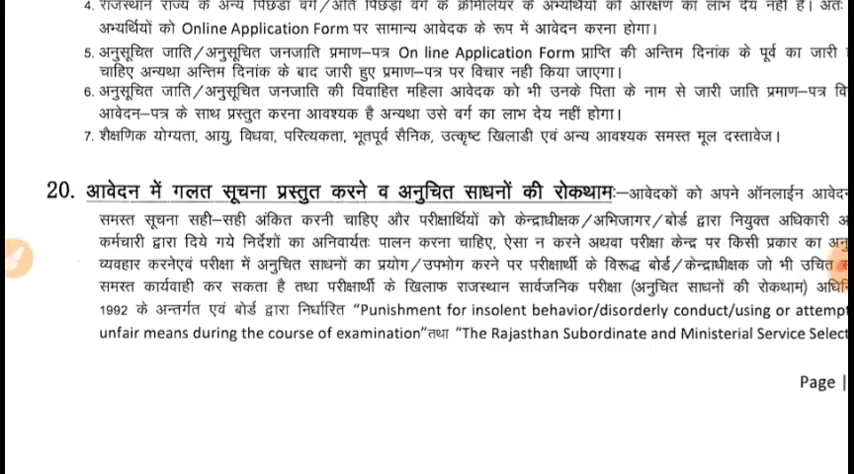 4. राजस्थान राज्य के अन्य पिछडा वर्ग/अति पिछड़ा वर्ग के क्रीमीलेयर के अभ्यर्थियों को आरक्षण का लाभ देय नहीं है। अतः
अभ्यर्थियों को Online Application Form पर सामान्य आवेदक के रूप में आवेदन करना होगा।
5. अनुसूचित जाति/अनुसूचित जनजाति प्रमाण–पत्र On line Application Form प्राप्ति की अन्तिम दिनांक के पूर्व का जारी
चाहिए अन्यथा अन्तिम दिनांक के बाद जारी हुए प्रमाण–पत्र पर विचार नही किया जाएगा।
6. अनुसूचित जाति/अनुसूचित जनजाति की विवाहित महिला आवेदक को भी उनके पिता के नाम से जारी जाति प्रमाण–पत्र वि
आवेदन–पत्र के साथ प्रस्तुत करना आवश्यक है अन्यथा उसे वर्ग का लाभ देय नहीं होगा।
7. शैक्षणिक योग्यता, आयु, विधवा, परित्यकता, भूतपूर्व सैनिक, उत्कृष्ट खिलाडी एवं अन्य आवश्यक समस्त मूल दस्तावेज।
20. आवेदन में गलत सूचना प्रस्तुत करने व अनुचित साधनों की रोकथामः–आवेदकों को अपने ऑनलाईन आवेदन
समस्त सूचना सही–सही अंकित करनी चाहिए और परीक्षार्थियों को केन्द्राधीक्षक/अभिजागर/बोर्ड द्वारा नियुक्त अधिकारी अ
कर्मचारी द्वारा दिये गये निर्देशों का अनिवार्यतः पालन करना चाहिए, ऐसा न करने अथवा परीक्षा केन्द्र पर किसी प्रकार का अनु
व्यवहार करनेएवं परीक्षा में अनुचित साधनों का प्रयोग/उपभोग करने पर परीक्षार्थी के विरूद्ध बोर्ड/केन्द्राधीक्षक जो भी उचित
समस्त कार्यवाही कर सकता है तथा परीक्षार्थी के खिलाफ राजस्थान सार्वजनिक परीक्षा (अनुचित साधनों की रोकथाम) अधिनि
1992 के अन्तर्गत एवं बोर्ड द्वारा निर्धारित "Punishment for insolent behavior/disorderly conduct/using or attempt
unfair means during the course of examination"तथा "The Rajasthan Subordinate and Ministerial Service Select
Page |